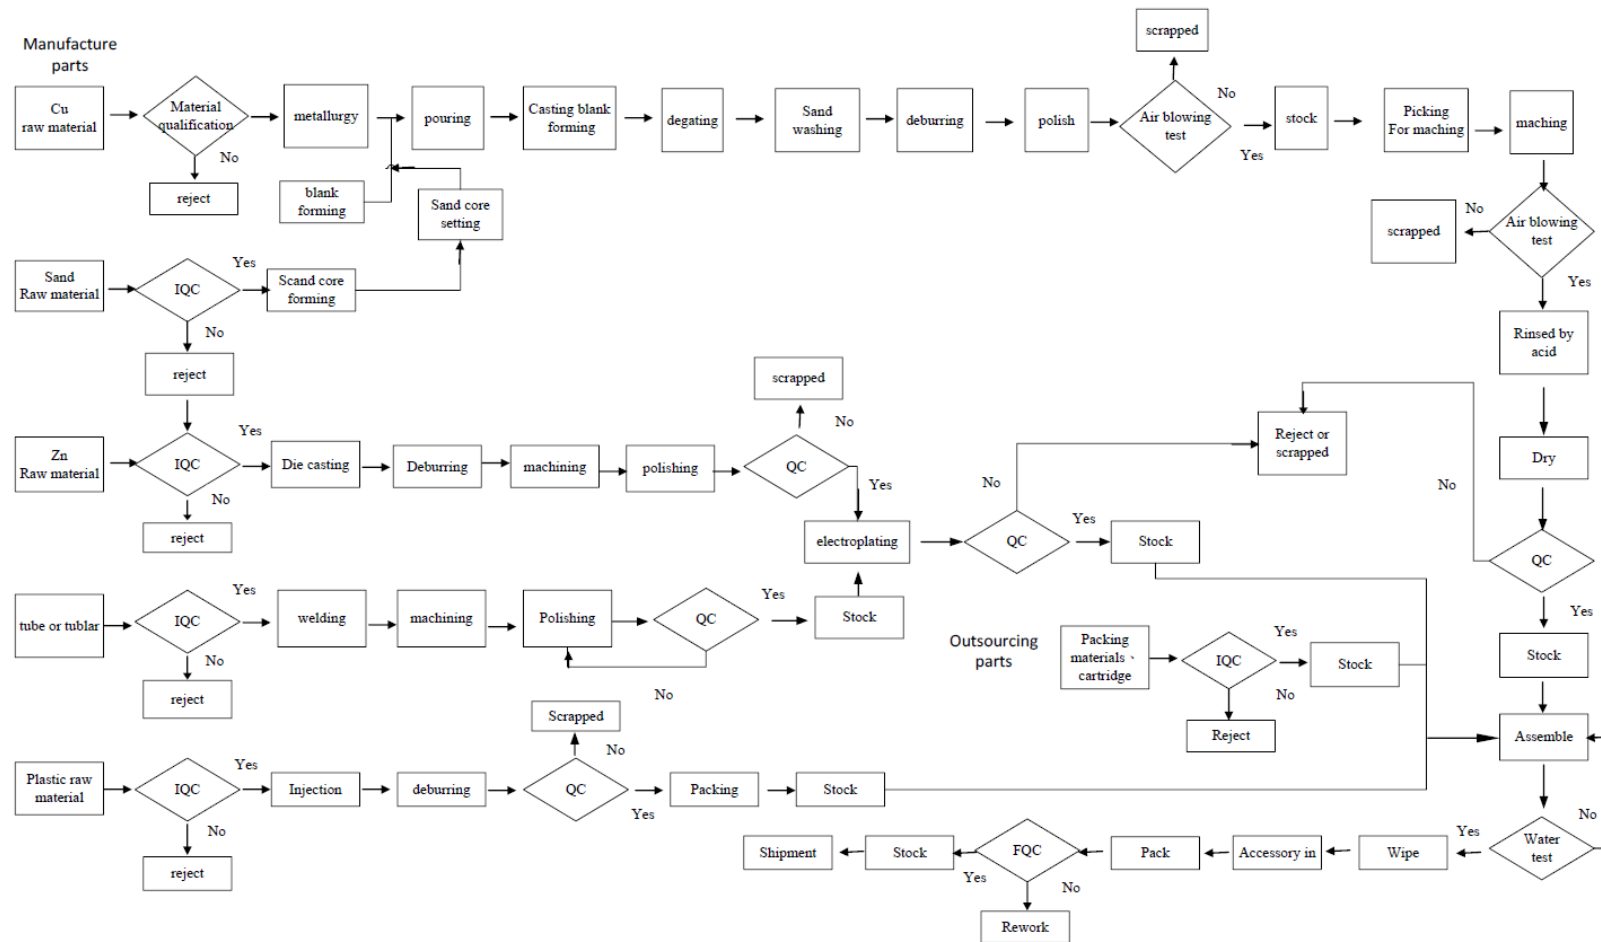 Manufacture
parts
Cu
raw material
Material
qualification
No
reject
metallurgy
blank
forming
pouring
Sand core
setting
Casting blank
forming
degating
Sand
washing
deburring
polish
scrapped
Air blowing
test
No
Yes
stock
Picking
For maching
maching
scrapped
No
Air blowing
test
Yes
Rinsed by
acid
Dry
No
QC
Yes
Stock
Sand
Raw material
IQC
Yes
Scand core
forming
No
reject
Zn
Raw material
IQC
Yes
No
reject
Die casting
Deburring
machining
polishing
scrapped
No
QC
Yes
electroplating
No
QC
Yes
Stock
Reject or
scrapped
tube or tublar
IQC
Yes
No
reject
welding
machining
Polishing
QC
Yes
No
Stock
Outsourcing
parts
Packing
materials、
cartridge
IQC
Yes
No
Stock
Reject
Plastic raw
material
IQC
Yes
No
reject
Injection
deburring
Scrapped
No
QC
Yes
Packing
Stock
Assemble
No
Water
test
Yes
Wipe
Accessory in
Pack
FQC
Yes
No
Stock
Shipment
Rework